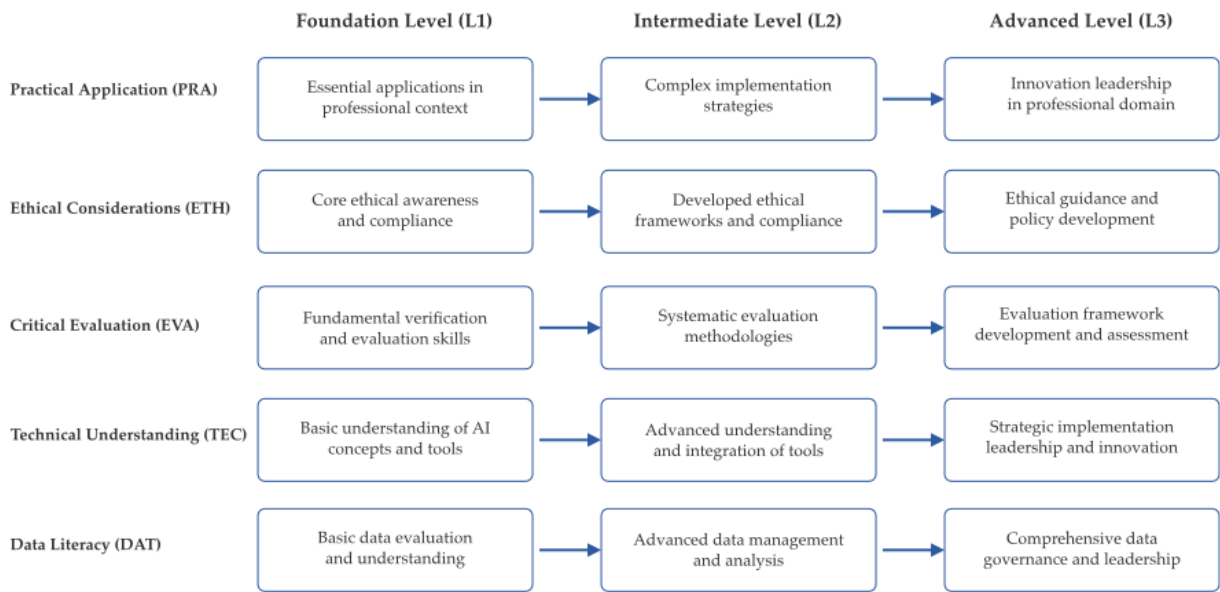 Foundation Level (L1)
Intermediate Level (L2)
Advanced Level (L3)
Practical Application (PRA)
Essential applications in
professional context
Complex implementation
strategies
Innovation leadership
in professional domain
Ethical Considerations (ETH)
Core ethical awareness
and compliance
Developed ethical
frameworks and compliance
Ethical guidance and
policy development
Critical Evaluation (EVA)
Fundamental verification
and evaluation skills
Systematic evaluation
methodologies
Evaluation framework
development and assessment
Technical Understanding (TEC)
Basic understanding of AI
concepts and tools
Advanced understanding
and integration of tools
Strategic implementation
leadership and innovation
Data Literacy (DAT)
Basic data evaluation
and understanding
Advanced data management
and analysis
Comprehensive data
governance and leadership